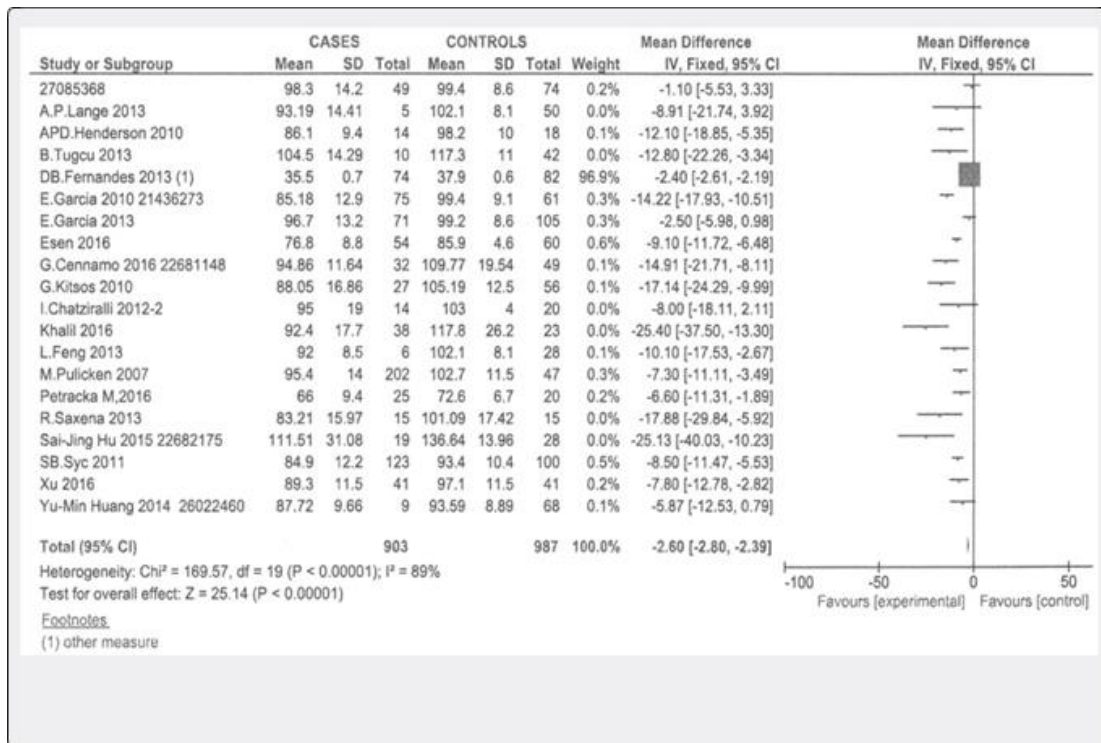 CASES CONTROLS Mean Difference Mean Difference
Study or Subgroup Mean SD Total Mean SD Total Weight IV, Fixed, 95% CI IV, Fixed, 95% CI
27085368 98.3 14.2 49 99.4 8.6 74 0.2% -1.10 [-5.53, 3.33]
A.P.Lange 2013 93.19 14.41 5 102.1 8.1 50 0.0% -8.91 [-21.74, 3.92]
APD.Henderson 2010 86.1 9.4 14 98.2 10 18 0.1% -12.10 [-18.85, -5.35]
B.Tugcu 2013 104.5 14.29 10 117.3 11 42 0.0% -12.80 [-22.26, -3.34]
DB.Fernandes 2013 (1) 35.5 0.7 74 37.9 0.6 82 96.9% -2.40 [-2.61, -2.19]
E.Garcia 2010 21436273 85.18 12.9 75 99.4 9.1 61 0.3% -14.22 [-17.93, -10.51]
E.Garcia 2013 96.7 13.2 71 99.2 8.6 105 0.3% -2.50 [-5.98, 0.98]
Esen 2016 76.8 8.8 54 85.9 4.6 60 0.6% -9.10 [-11.72, -6.48]
G.Cennamo 2016 22681148 94.86 11.64 32 109.77 19.54 49 0.1% -14.91 [-21.71, -8.11]
G.Kitsos 2010 88.05 16.86 27 105.19 12.5 56 0.1% -17.14 [-24.29, -9.99]
I.Chatziralli 2012-2 95 19 14 103 4 20 0.0% -8.00 [-18.11, 2.11]
Khalil 2016 92.4 17.7 38 117.8 26.2 23 0.0% -25.40 [-37.50, -13.30]
L.Feng 2013 92 8.5 6 102.1 8.1 28 0.1% -10.10 [-17.53, -2.67]
M.Pulicken 2007 95.4 14 202 102.7 11.5 47 0.3% -7.30 [-11.11, -3.49]
Petracka M,2016 66 9.4 25 72.6 6.7 20 0.2% -6.60 [-11.31, -1.89]
R.Saxena 2013 83.21 15.97 15 101.09 17.42 15 0.0% -17.88 [-29.84, -5.92]
Sai-Jing Hu 2015 22682175 111.51 31.08 19 136.64 13.96 28 0.0% -25.13 [-40.03, -10.23]
SB.Syc 2011 84.9 12.2 123 93.4 10.4 100 0.5% -8.50 [-11.47, -5.53]
Xu 2016 89.3 11.5 41 97.1 11.5 41 0.2% -7.80 [-12.78, -2.82]
Yu-Min Huang 2014 26022460 87.72 9.66 9 93.59 8.89 68 0.1% -5.87 [-12.53, 0.79]
Total (95% CI) 903 987 100.0% -2.60 [-2.80, -2.39]
Heterogeneity: Chi² = 169.57, df = 19 (P < 0.00001); I² = 89%
Test for overall effect: Z = 25.14 (P < 0.00001)
-100 -50 0 50
Favours [experimental] Favours [control]
Footnotes
(1) other measure